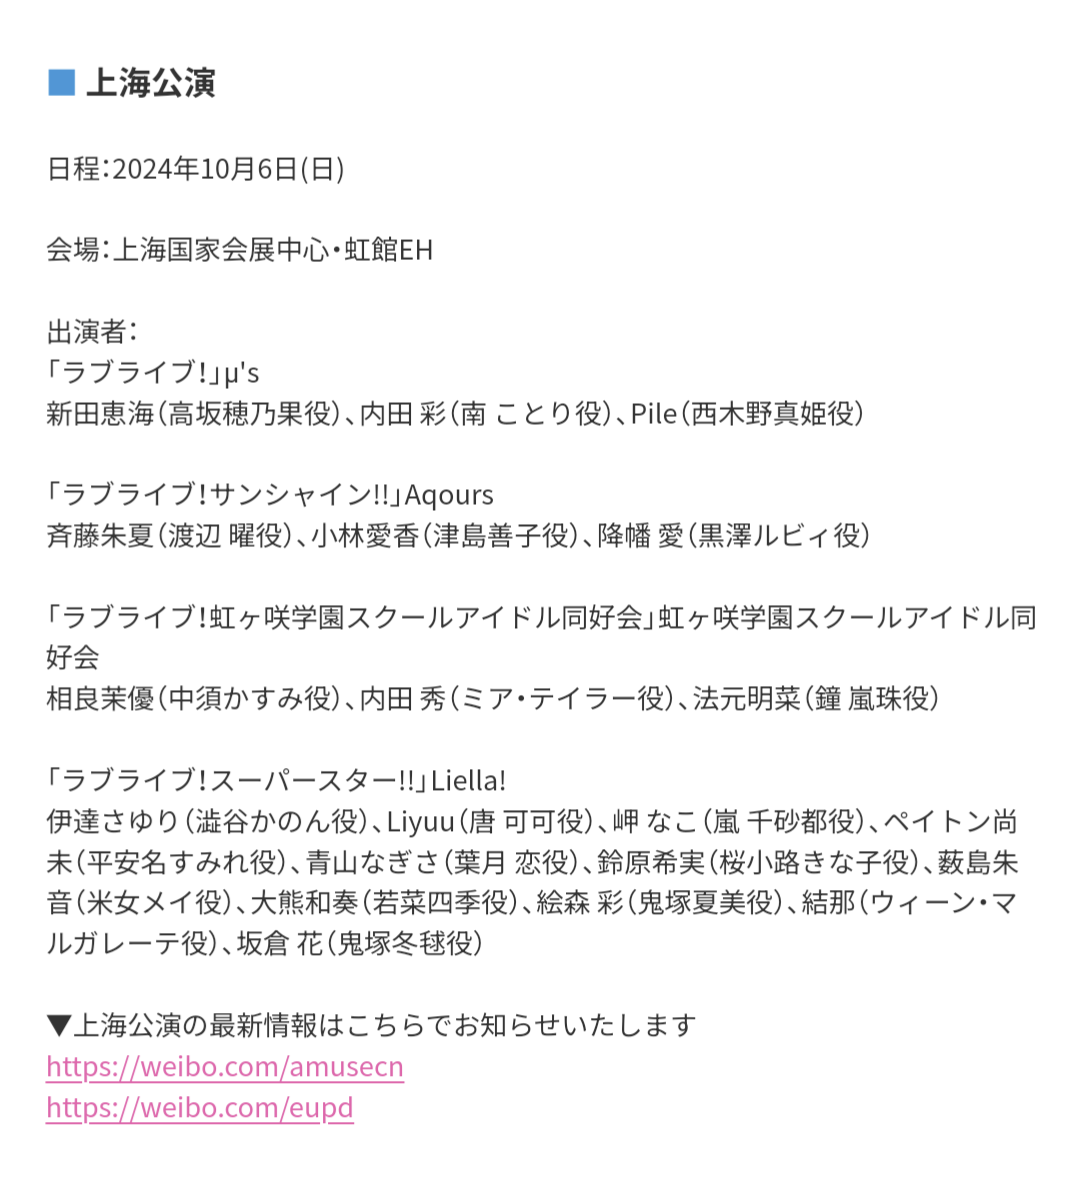 ■ 上海公演
日程：2024年10月6日(日)
会場：上海国家会展中心・虹館EH
出演者：
「ラブライブ！」μ's
新田恵海（高坂穂乃果役）、内田 彩（南 ことり役）、Pile（西木野真姫役）
「ラブライブ！サンシャイン!!」Aqours
斉藤朱夏（渡辺 曜役）、小林愛香（津島善子役）、降幡 愛（黒澤ルビィ役）
「ラブライブ！虹ヶ咲学園スクールアイドル同好会」虹ヶ咲学園スクールアイドル同
好会
相良茉優（中須かすみ役）、内田 秀（ミア・テイラー役）、法元明菜（鐘 嵐珠役）
「ラブライブ！スーパースター!!」Liella!
伊達さゆり（澁谷かのん役）、Liyuu（唐 可可役）、岬 なこ（嵐 千砂都役）、ペイトン尚
未（平安名すみれ役）、青山なぎさ（葉月 恋役）、鈴原希実（桜小路きな子役）、薮島朱
音（米女メイ役）、大熊和奏（若菜四季役）、絵森 彩（鬼塚夏美役）、結那（ウィーン・マ
ルガレーテ役）、坂倉 花（鬼塚冬毬役）
▼上海公演の最新情報はこちらでお知らせいたします
https://weibo.com/amusecn
https://weibo.com/eupd